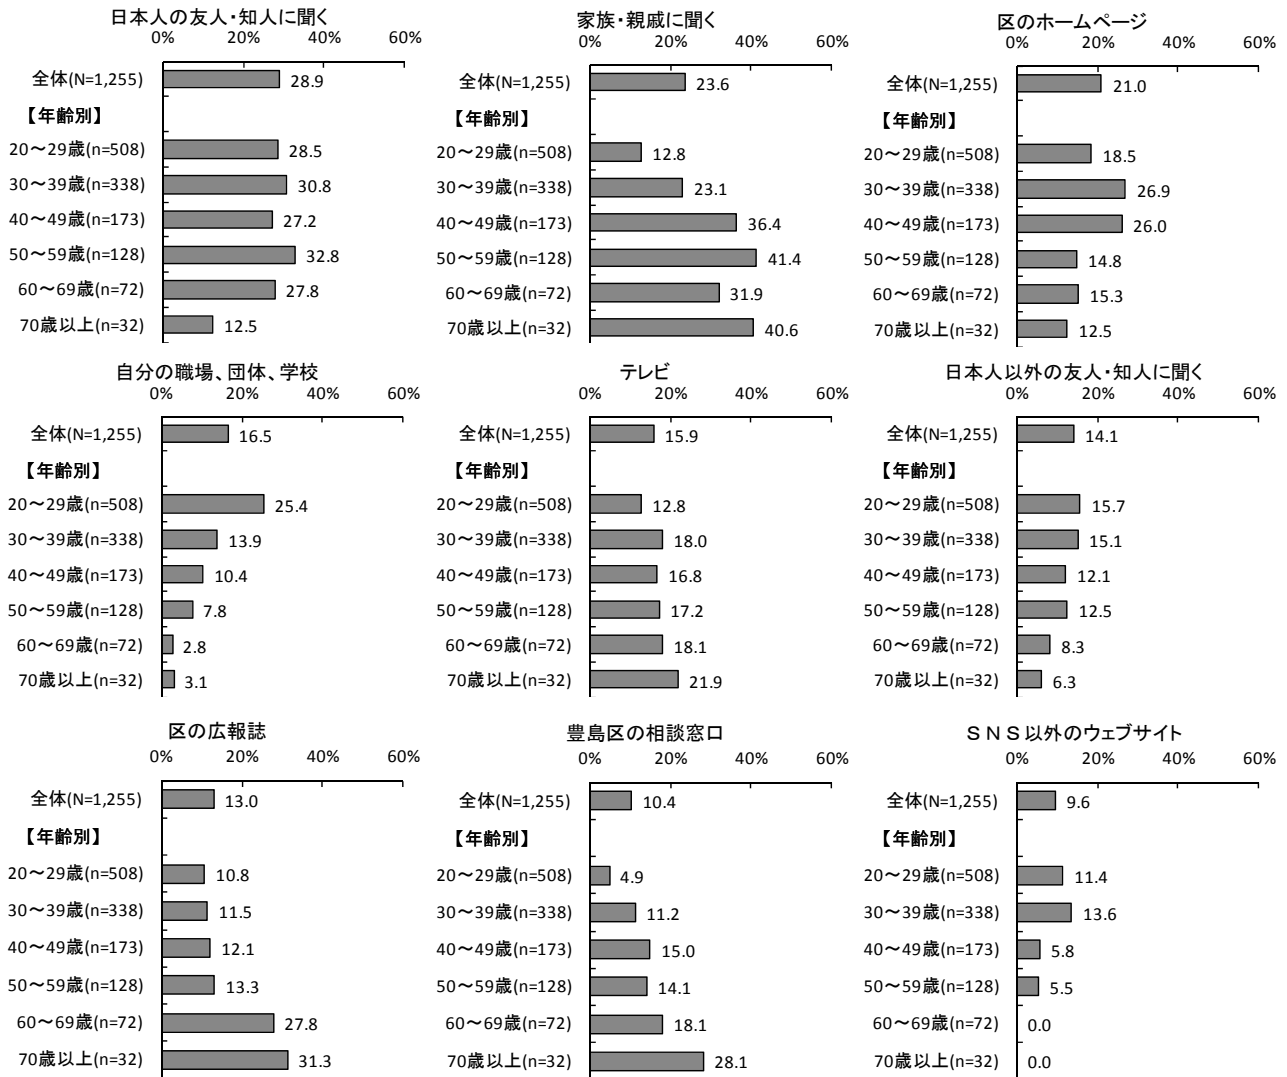 日本人の友人・知人に聞く
0% 20% 40% 60%
全体(N=1,255) 28.9
【年齢別】
20～29歳(n=508) 28.5
30～39歳(n=338) 30.8
40～49歳(n=173) 27.2
50～59歳(n=128) 32.8
60～69歳(n=72) 27.8
70歳以上(n=32) 12.5
家族・親戚に聞く
0% 20% 40% 60%
全体(N=1,255) 23.6
【年齢別】
20～29歳(n=508) 12.8
30～39歳(n=338) 23.1
40～49歳(n=173) 36.4
50～59歳(n=128) 41.4
60～69歳(n=72) 31.9
70歳以上(n=32) 40.6
区のホームページ
0% 20% 40% 60%
全体(N=1,255) 21.0
【年齢別】
20～29歳(n=508) 18.5
30～39歳(n=338) 26.9
40～49歳(n=173) 26.0
50～59歳(n=128) 14.8
60～69歳(n=72) 15.3
70歳以上(n=32) 12.5
自分の職場、団体、学校
0% 20% 40% 60%
全体(N=1,255) 16.5
【年齢別】
20～29歳(n=508) 25.4
30～39歳(n=338) 13.9
40～49歳(n=173) 10.4
50～59歳(n=128) 7.8
60～69歳(n=72) 2.8
70歳以上(n=32) 3.1
テレビ
0% 20% 40% 60%
全体(N=1,255) 15.9
【年齢別】
20～29歳(n=508) 12.8
30～39歳(n=338) 18.0
40～49歳(n=173) 16.8
50～59歳(n=128) 17.2
60～69歳(n=72) 18.1
70歳以上(n=32) 21.9
日本人以外の友人・知人に聞く
0% 20% 40% 60%
全体(N=1,255) 14.1
【年齢別】
20～29歳(n=508) 15.7
30～39歳(n=338) 15.1
40～49歳(n=173) 12.1
50～59歳(n=128) 12.5
60～69歳(n=72) 8.3
70歳以上(n=32) 6.3
区の広報誌
0% 20% 40% 60%
全体(N=1,255) 13.0
【年齢別】
20～29歳(n=508) 10.8
30～39歳(n=338) 11.5
40～49歳(n=173) 12.1
50～59歳(n=128) 13.3
60～69歳(n=72) 27.8
70歳以上(n=32) 31.3
豊島区の相談窓口
0% 20% 40% 60%
全体(N=1,255) 10.4
【年齢別】
20～29歳(n=508) 4.9
30～39歳(n=338) 11.2
40～49歳(n=173) 15.0
50～59歳(n=128) 14.1
60～69歳(n=72) 18.1
70歳以上(n=32) 28.1
ＳＮＳ以外のウェブサイト
0% 20% 40% 60%
全体(N=1,255) 9.6
【年齢別】
20～29歳(n=508) 11.4
30～39歳(n=338) 13.6
40～49歳(n=173) 5.8
50～59歳(n=128) 5.5
60～69歳(n=72) 0.0
70歳以上(n=32) 0.0